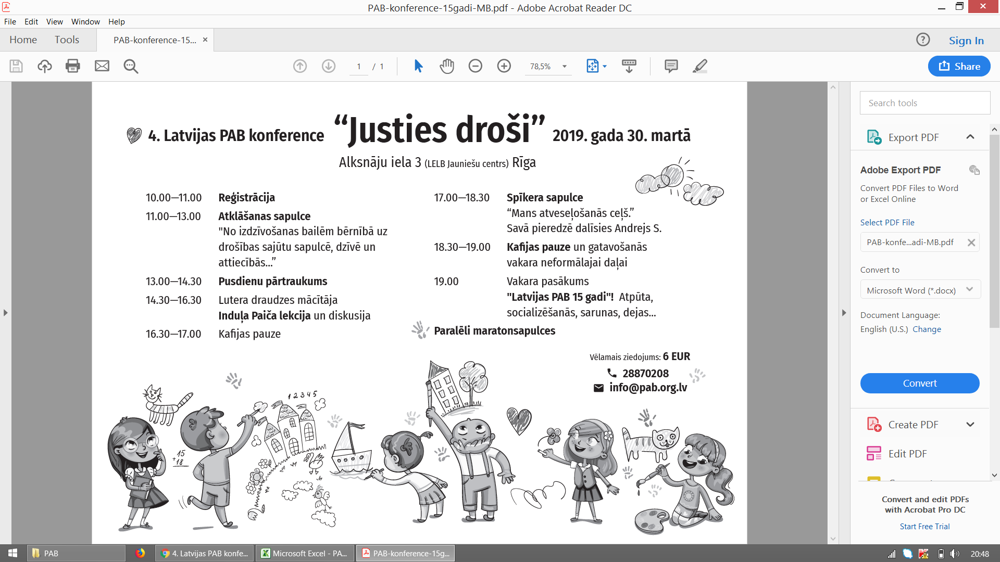 PAB-konference-15gadi-MB.pdf - Adobe Acrobat Reader DC
File Edit View Window Help
Home Tools PAB-konference-15... × Sign In
1 / 1 78,5% Share
4. Latvijas PAB konference “Justies droši” 2019. gada 30. martā
Alksnāju iela 3 (LELB Jauniešu centrs) Rīga
10.00—11.00 Reģistrācija
11.00—13.00 Atklāšanas sapulce
"No izdzīvošanas bailēm bērnībā uz
drošības sajūtu sapulcē, dzīvē un
attiecībās...”
13.00—14.30 Pusdienu pārtraukums
14.30—16.30 Lutera draudzes mācītāja
Induļa Paiča lekcija un diskusija
16.30—17.00 Kafijas pauze
17.00—18.30 Spīkera sapulce
“Mans atveseļošanās ceļš.”
Savā pieredzē dalīsies Andrejs S.
18.30—19.00 Kafijas pauze un gatavošanās
vakara neformālajai daļai
19.00 Vakara pasākums
"Latvijas PAB 15 gadi"! Atpūta,
socializēšanās, sarunas, dejas...
Paralēli maratonsapulces
Vēlamais ziedojums: 6 EUR
28870208
info@pab.org.lv
1 2 3 4 5
15
+18
Search tools
Export PDF
Adobe Export PDF
Convert PDF Files to Word
or Excel Online
Select PDF File
PAB-konfe...adi-MB.pdf
Convert to
Microsoft Word (*.docx)
Document Language:
English (U.S.) Change
Convert
Create PDF
Edit PDF
Convert and edit PDFs
with Acrobat Pro DC
Start Free Trial
PAB 4. Latvijas PAB konfe... Microsoft Excel - PA... PAB-konference-15g... 20:48